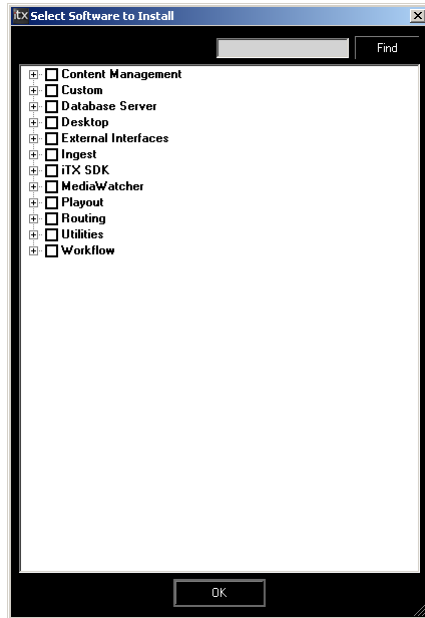 itx Select Software to Install
Find
Content Management
Custom
Database Server
Desktop
External Interfaces
Ingest
iTX SDK
MediaWatcher
Playout
Routing
Utilities
Workflow
OK